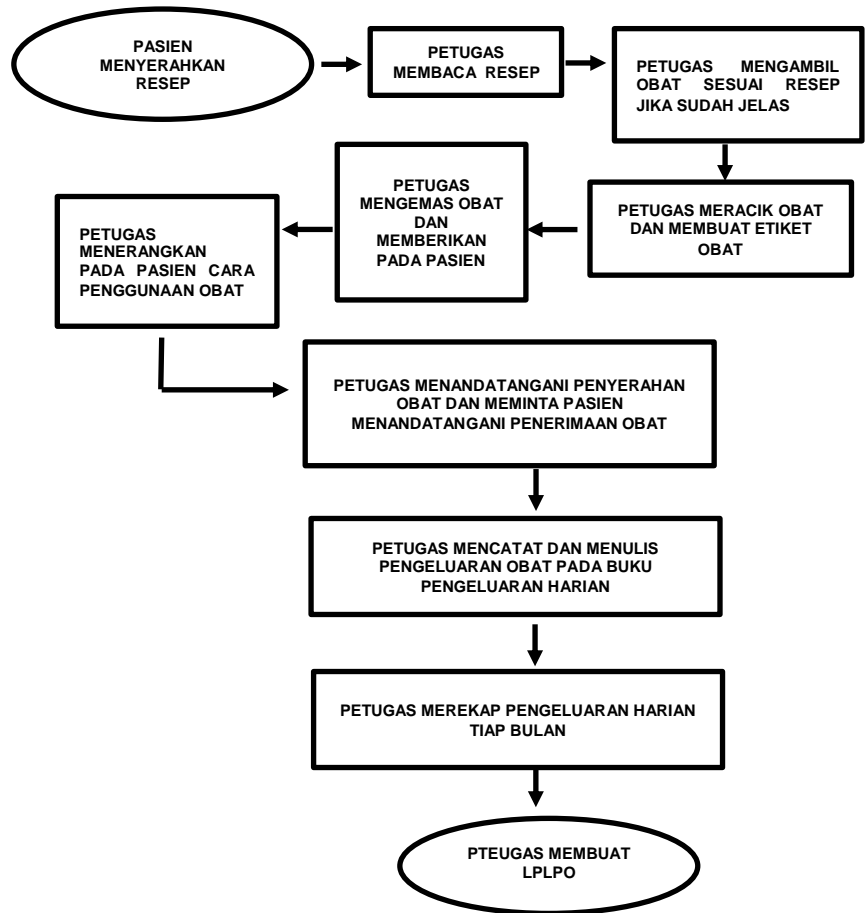 PASIEN
MENYERAHKAN
RESEP
PETUGAS
MEMBACA RESEP
PETUGAS MENGAMBIL
OBAT SESUAI RESEP
JIKA SUDAH JELAS
PETUGAS MERACIK OBAT
DAN MEMBUAT ETIKET
OBAT
PETUGAS
MENGEMAS OBAT
DAN
MEMBERIKAN
PADA PASIEN
PETUGAS
MENERANGKAN
PADA PASIEN CARA
PENGGUNAAN OBAT
PETUGAS MENANDATANGANI PENYERAHAN
OBAT DAN MEMINTA PASIEN
MENANDATANGANI PENERIMAAN OBAT
PETUGAS MENCATAT DAN MENULIS
PENGELUARAN OBAT PADA BUKU
PENGELUARAN HARIAN
PETUGAS MEREKAP PENGELUARAN HARIAN
TIAP BULAN
PTEUGAS MEMBUAT
LPLPO